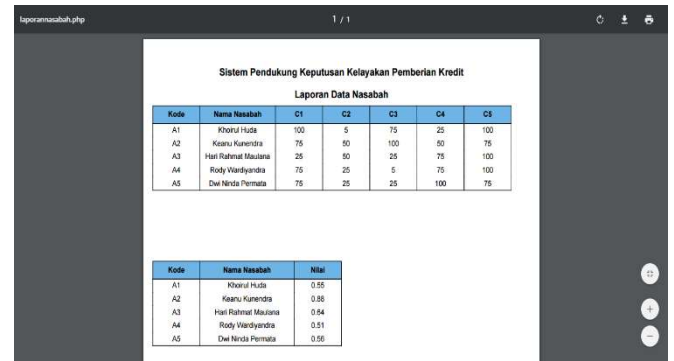 laporannasabah.php
1 / 1
Sistem Pendukung Keputusan Kelayakan Pemberian Kredit
Laporan Data Nasabah
Kode Nama Nasabah C1 C2 C3 C4 C5
A1 Khoirul Huda 100 5 75 25 100
A2 Keanu Kunendra 75 50 100 50 75
A3 Hari Rahmat Maulana 25 50 25 75 100
A4 Rody Wardiyandra 75 25 5 75 100
A5 Dwi Ninda Permata 75 25 25 100 75
Kode Nama Nasabah Nilai
A1 Khoirul Huda 0.55
A2 Keanu Kunendra 0.86
A3 Hari Rahmat Maulana 0.64
A4 Rody Wardiyandra 0.51
A5 Dwi Ninda Permata 0.56